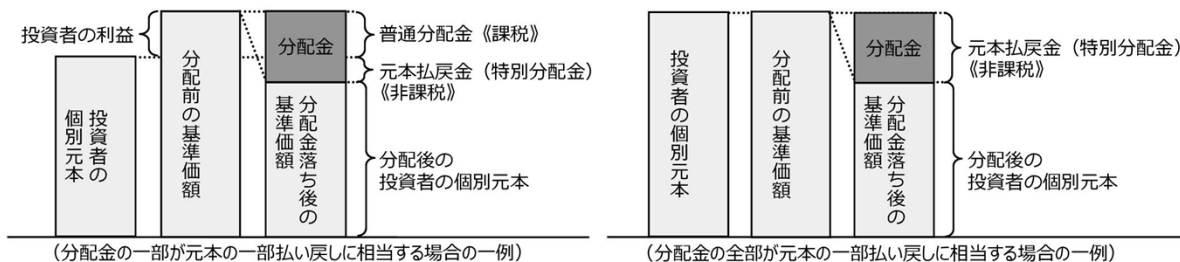 投資者の利益
投資者の
個別元本
分配前の基準価額
分配金
分配金落ち後の
基準価額
普通分配金《課税》
元本払戻金（特別分配金）
《非課税》
分配後の
投資者の個別元本
（分配金の一部が元本の一部払い戻しに相当する場合の一例）
投資者の個別元本
分配前の基準価額
分配金
分配金落ち後の
基準価額
元本払戻金（特別分配金）
《非課税》
分配後の
投資者の個別元本
（分配金の全部が元本の一部払い戻しに相当する場合の一例）